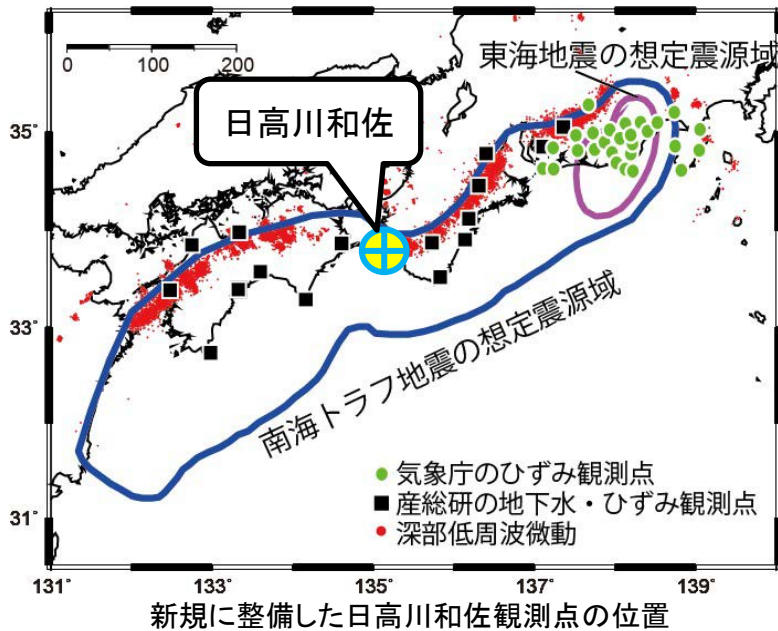 0 100 200
東海地震の想定震源域
日高川和佐
35°
33°
31°
南海トラフ地震の想定震源域
気象庁のひずみ観測点
産総研の地下水・ひずみ観測点
深部低周波微動
131° 133° 135° 137° 139°
新規に整備した日高川和佐観測点の位置